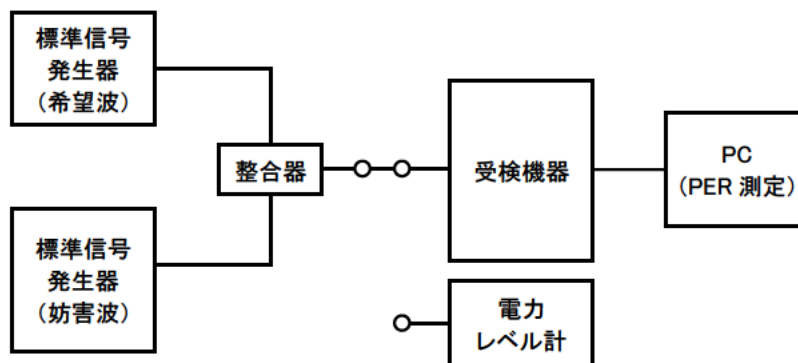 標準信号
発生器
（希望波）
整合器
受検機器
PC
（PER 測定）
標準信号
発生器
（妨害波）
電力
レベル計